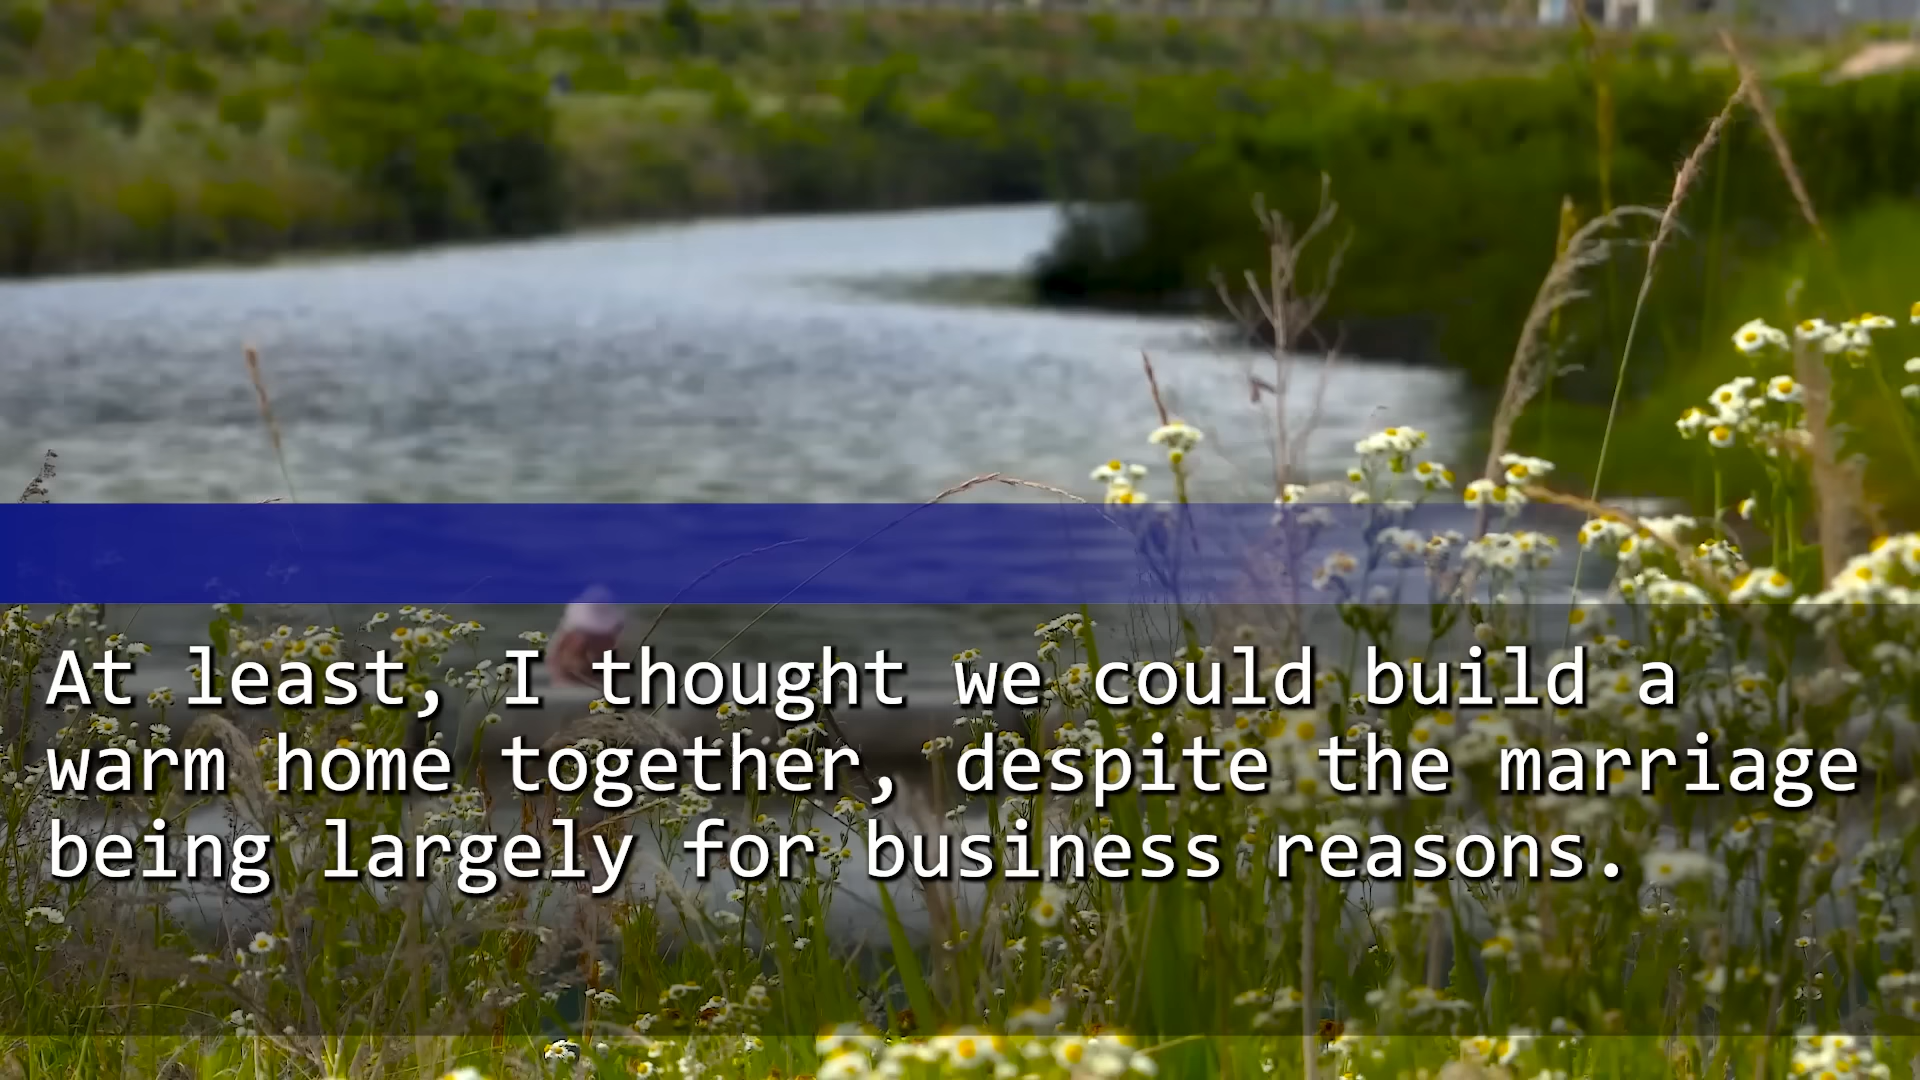 At least, I thought we could build a
warm home together, despite the marriage
being largely for business reasons.